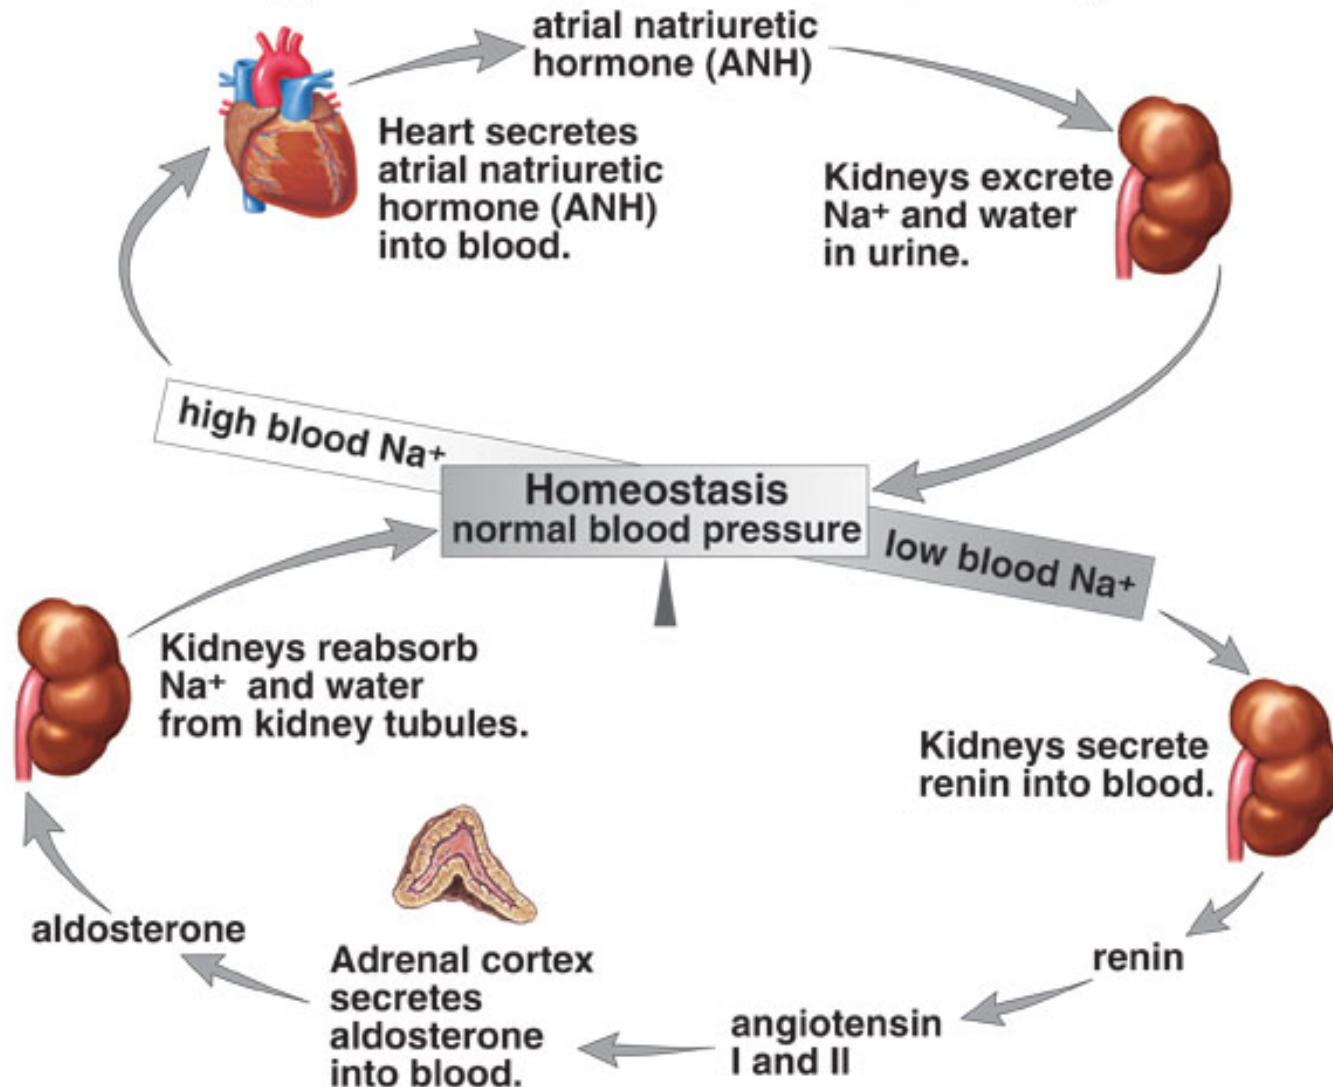 atrial natriuretic
hormone (ANH)
Heart secretes
atrial natriuretic
hormone (ANH)
into blood.
Kidneys excrete
Na⁺ and water
in urine.
high blood Na⁺
Homeostasis
normal blood pressure
low blood Na⁺
Kidneys reabsorb
Na⁺ and water
from kidney tubules.
Kidneys secrete
renin into blood.
aldosterone
Adrenal cortex
secretes
aldosterone
into blood.
angiotensin
I and II
renin